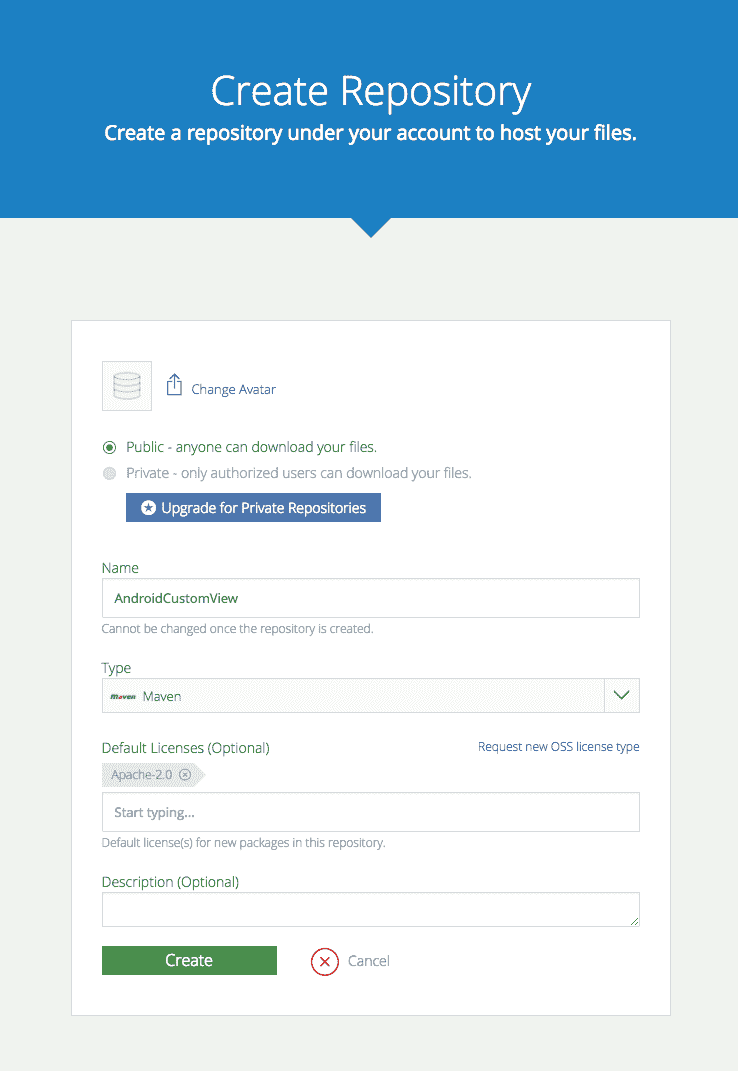 Create Repository
Create a repository under your account to host your files.
Change Avatar
Public - anyone can download your files.
Private - only authorized users can download your files.
Upgrade for Private Repositories
Name
AndroidCustomView
Cannot be changed once the repository is created.
Type
maven Maven
Default Licenses (Optional) Request new OSS license type
Apache-2.0
Start typing...
Default license(s) for new packages in this repository.
Description (Optional)
Create Cancel